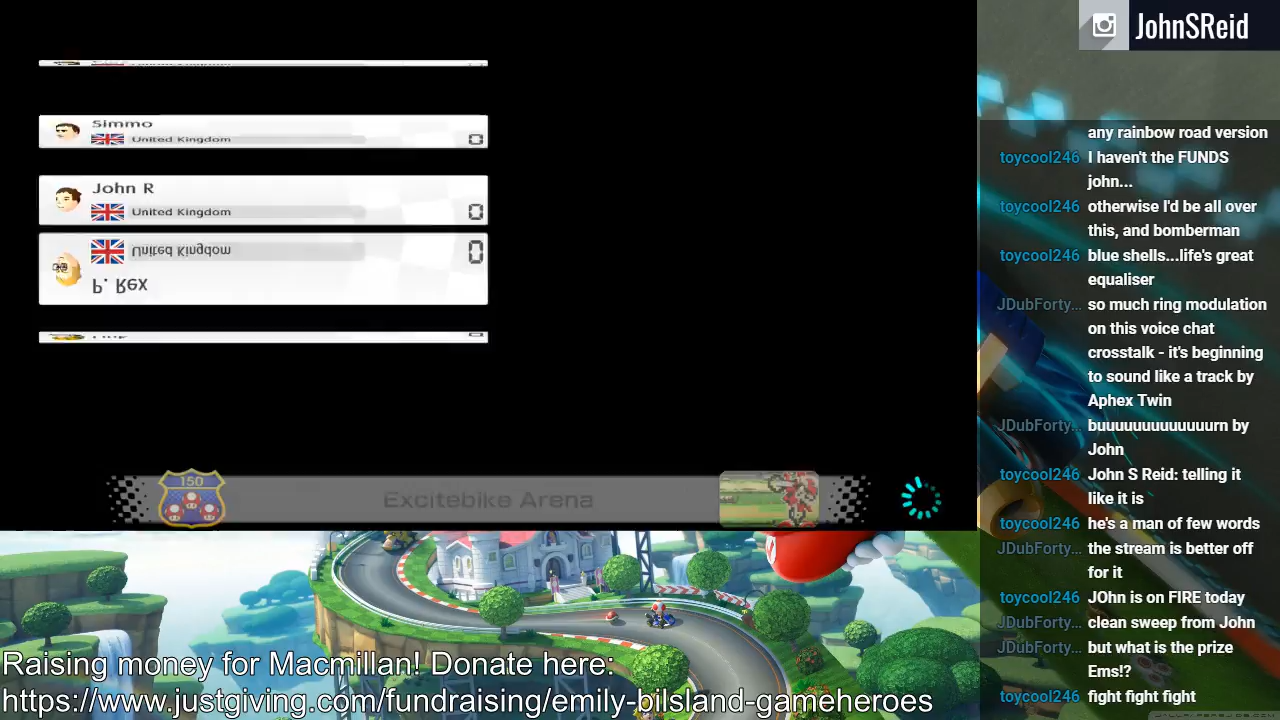 JohnSReid
Simmo
United Kingdom
0
John R
United Kingdom
0
United Kingdom
0
P. Rex
150
Excitebike Arena
Raising money for Macmillan! Donate here:
https://www.justgiving.com/fundraising/emily-bilsland-gameheroes
any rainbow road version
toycool246 I haven't the FUNDS
john...
toycool246 otherwise I'd be all over
this, and bomberman
toycool246 blue shells...life's great
equaliser
JDubForty... so much ring modulation
on this voice chat
crosstalk - it's beginning
to sound like a track by
Aphex Twin
JDubForty... buuuuuuuuuuuurn by
John
toycool246 John S Reid: telling it
like it is
toycool246 he's a man of few words
JDubForty... the stream is better off
for it
toycool246 JOhn is on FIRE today
JDubForty... clean sweep from John
JDubForty... but what is the prize
Ems!?
toycool246 fight fight fight